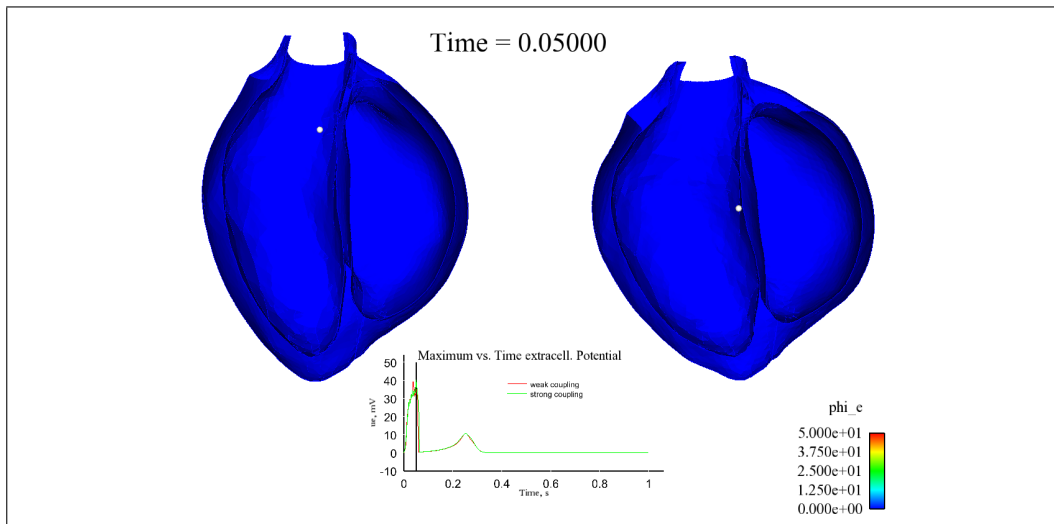 Time = 0.05000
Maximum vs. Time extracell. Potential
50
40
30
20
10
0
-10
ue, mV
weak coupling
strong coupling
0 0.2 0.4 0.6 0.8 1
Time, s
phi_e
5.000e+01
3.750e+01
2.500e+01
1.250e+01
0.000e+00